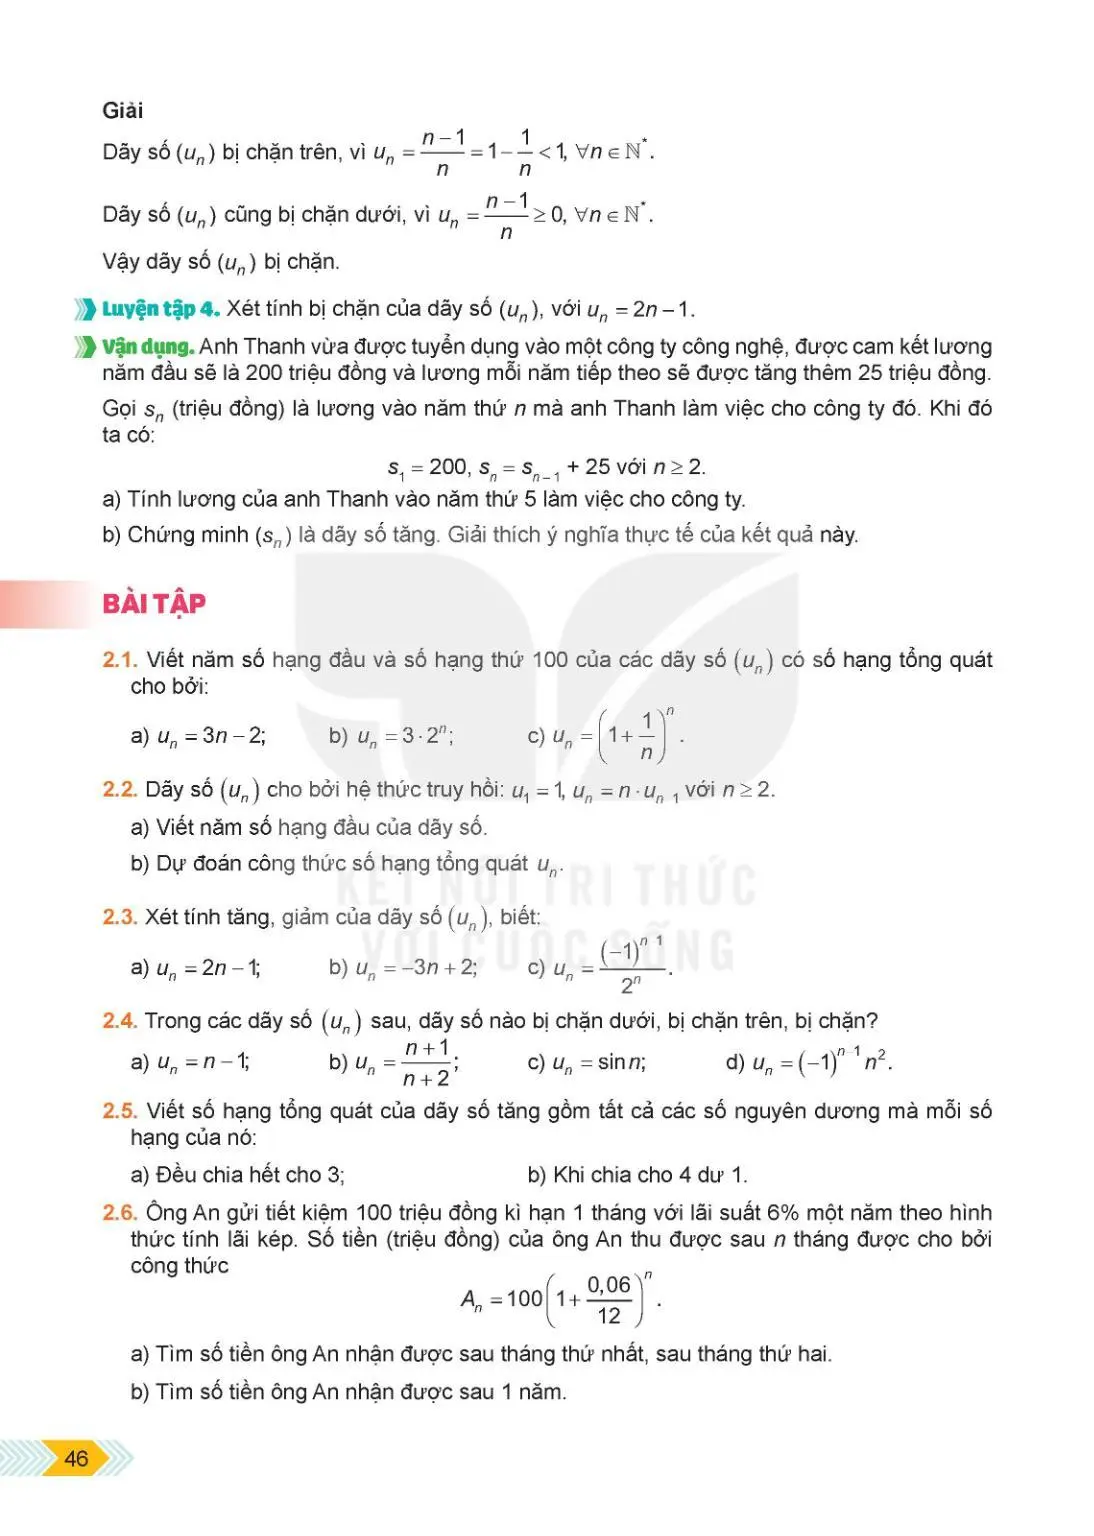 Giải
Dãy số (uₙ) bị chặn trên, vì uₙ = (n − 1)/n = 1 − 1/n < 1, ∀n ∈ ℕ*.
Dãy số (uₙ) cũng bị chặn dưới, vì uₙ = (n − 1)/n ≥ 0, ∀n ∈ ℕ*.
Vậy dãy số (uₙ) bị chặn.
Luyện tập 4. Xét tính bị chặn của dãy số (uₙ), với uₙ = 2n − 1.
Vận dụng. Anh Thanh vừa được tuyển dụng vào một công ty công nghệ, được cam kết lương
năm đầu sẽ là 200 triệu đồng và lương mỗi năm tiếp theo sẽ được tăng thêm 25 triệu đồng.
Gọi sₙ (triệu đồng) là lương vào năm thứ n mà anh Thanh làm việc cho công ty đó. Khi đó
ta có:
s₁ = 200, sₙ = sₙ₋₁ + 25 với n ≥ 2.
a) Tính lương của anh Thanh vào năm thứ 5 làm việc cho công ty.
b) Chứng minh (sₙ) là dãy số tăng. Giải thích ý nghĩa thực tế của kết quả này.
BÀI TẬP
2.1. Viết năm số hạng đầu và số hạng thứ 100 của các dãy số (uₙ) có số hạng tổng quát
cho bởi:
a) uₙ = 3n − 2; b) uₙ = 3 · 2ⁿ; c) uₙ = (1 + 1/n)ⁿ.
2.2. Dãy số (uₙ) cho bởi hệ thức truy hồi: u₁ = 1, uₙ = n · uₙ ₁ với n ≥ 2.
a) Viết năm số hạng đầu của dãy số.
b) Dự đoán công thức số hạng tổng quát uₙ.
KẾT NỐI TRI THỨC
2.3. Xét tính tăng, giảm của dãy số (uₙ), biết:
VỚI CUỘC SỐNG
a) uₙ = 2n − 1; b) uₙ = −3n + 2; c) uₙ = (−1)ⁿ ¹/2ⁿ.
2.4. Trong các dãy số (uₙ) sau, dãy số nào bị chặn dưới, bị chặn trên, bị chặn?
a) uₙ = n − 1; b) uₙ = (n + 1)/(n + 2); c) uₙ = sin n; d) uₙ = (−1)ⁿ ¹ n².
2.5. Viết số hạng tổng quát của dãy số tăng gồm tất cả các số nguyên dương mà mỗi số
hạng của nó:
a) Đều chia hết cho 3; b) Khi chia cho 4 dư 1.
2.6. Ông An gửi tiết kiệm 100 triệu đồng kì hạn 1 tháng với lãi suất 6% một năm theo hình
thức tính lãi kép. Số tiền (triệu đồng) của ông An thu được sau n tháng được cho bởi
công thức
Aₙ = 100(1 + 0,06/12)ⁿ.
a) Tìm số tiền ông An nhận được sau tháng thứ nhất, sau tháng thứ hai.
b) Tìm số tiền ông An nhận được sau 1 năm.
46